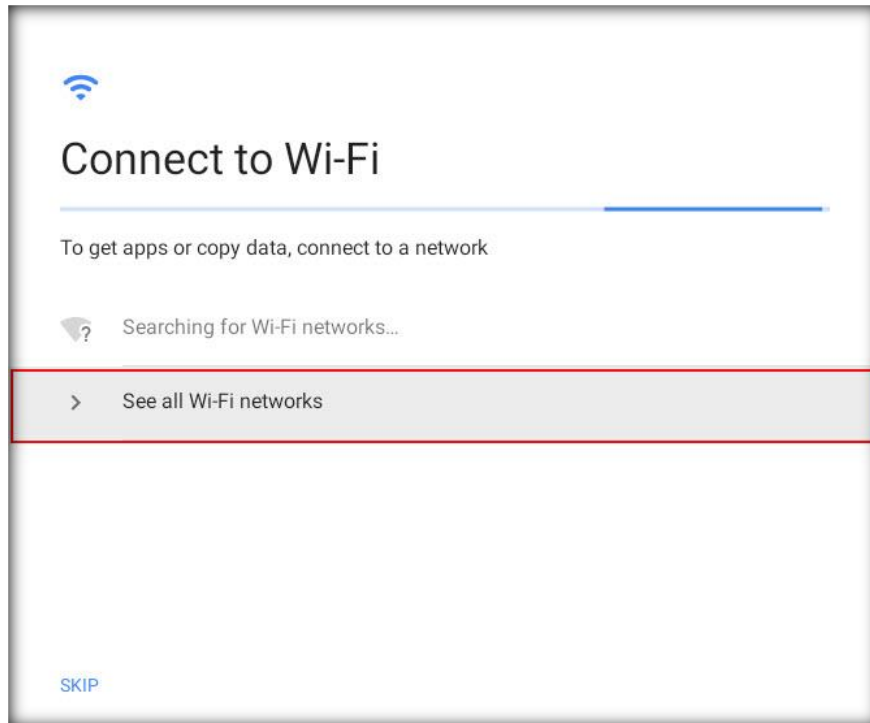 Connect to Wi-Fi
To get apps or copy data, connect to a network
? Searching for Wi-Fi networks...
See all Wi-Fi networks
SKIP